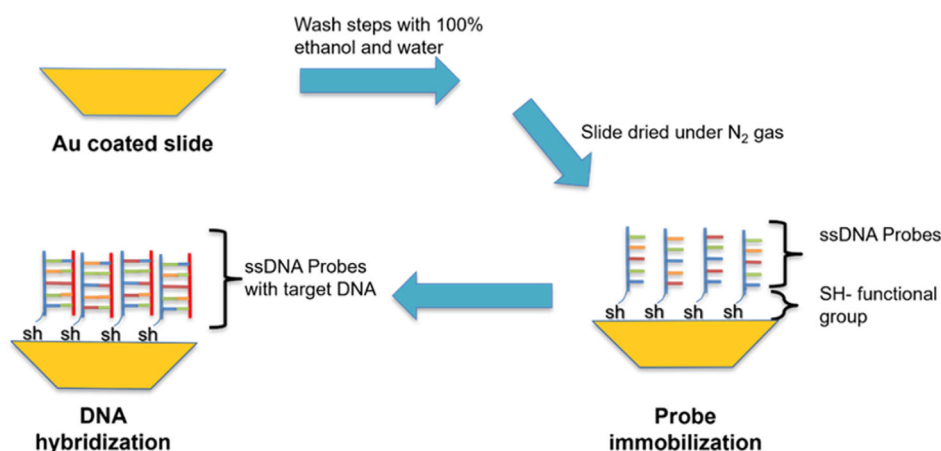 Wash steps with 100%
ethanol and water
Au coated slide
Slide dried under N₂ gas
ssDNA Probes
SH- functional
group
sh sh sh sh
Probe
immobilization
ssDNA Probes
with target DNA
sh sh sh sh
DNA
hybridization